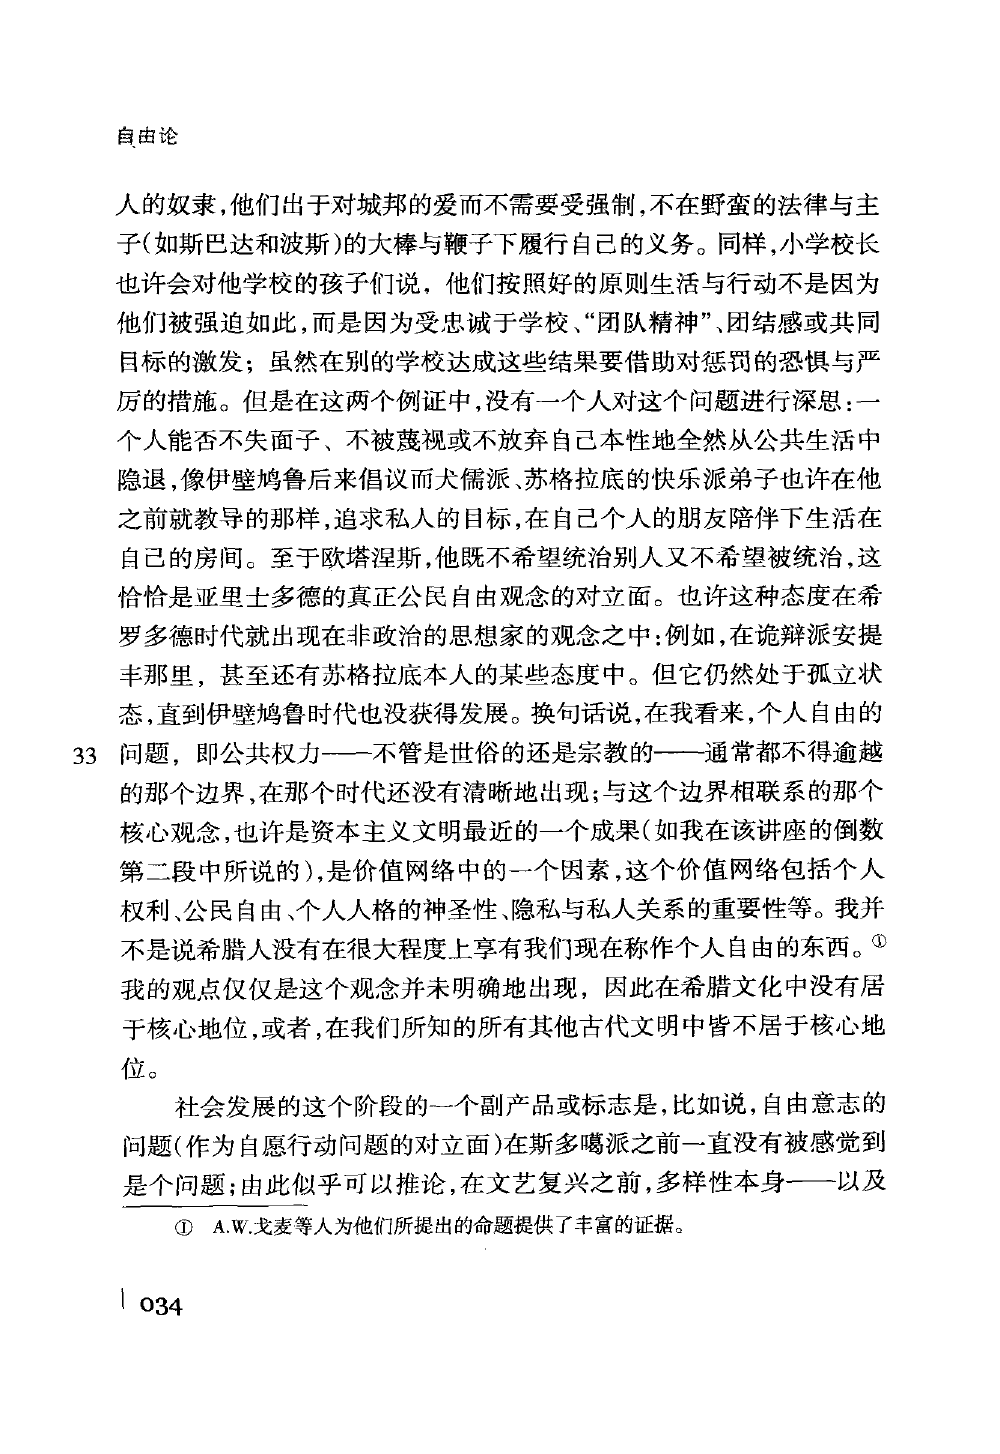 自由论
人的奴隶,他们出于对城邦的爱而不需要受强制,不在野蛮的法律与主
子(如斯巴达和波斯)的大棒与鞭子下履行自己的义务。同样,小学校长
也许会对他学校的孩子们说，他们按照好的原则生活与行动不是因为
他们被强迫如此,而是因为受忠诚于学校、“团队精神”、团结感或共同
目标的激发；虽然在别的学校达成这些结果要借助对惩罚的恐惧与严
厉的措施。但是在这两个例证中,没有一个人对这个问题进行深思:一
个人能否不失面子、不被蔑视或不放弃自己本性地全然从公共生活中
隐退,像伊壁鸠鲁后来倡议而犬儒派、苏格拉底的快乐派弟子也许在他
之前就教导的那样,追求私人的目标,在自己个人的朋友陪伴下生活在
自己的房间。至于欧塔涅斯,他既不希望统治别人又不希望被统治,这
恰恰是亚里士多德的真正公民自由观念的对立面。也许这种态度在希
罗多德时代就出现在非政治的思想家的观念之中:例如,在诡辩派安提
丰那里，甚至还有苏格拉底本人的某些态度中。但它仍然处于孤立状
态,直到伊壁鸠鲁时代也没获得发展。换句话说,在我看来,个人自由的
33 问题，即公共权力——不管是世俗的还是宗教的——通常都不得逾越
的那个边界,在那个时代还没有清晰地出现;与这个边界相联系的那个
核心观念,也许是资本主义文明最近的一个成果(如我在该讲座的倒数
第二段中所说的),是价值网络中的一个因素,这个价值网络包括个人
权利、公民自由、个人人格的神圣性、隐私与私人关系的重要性等。我并
不是说希腊人没有在很大程度上享有我们现在称作个人自由的东西。①
我的观点仅仅是这个观念并未明确地出现，因此在希腊文化中没有居
于核心地位,或者,在我们所知的所有其他古代文明中皆不居于核心地
位。
社会发展的这个阶段的一个副产品或标志是,比如说,自由意志的
问题(作为自愿行动问题的对立面)在斯多噶派之前一直没有被感觉到
是个问题;由此似乎可以推论,在文艺复兴之前,多样性本身——以及
① A.W.戈麦等人为他们所提出的命题提供了丰富的证据。
034